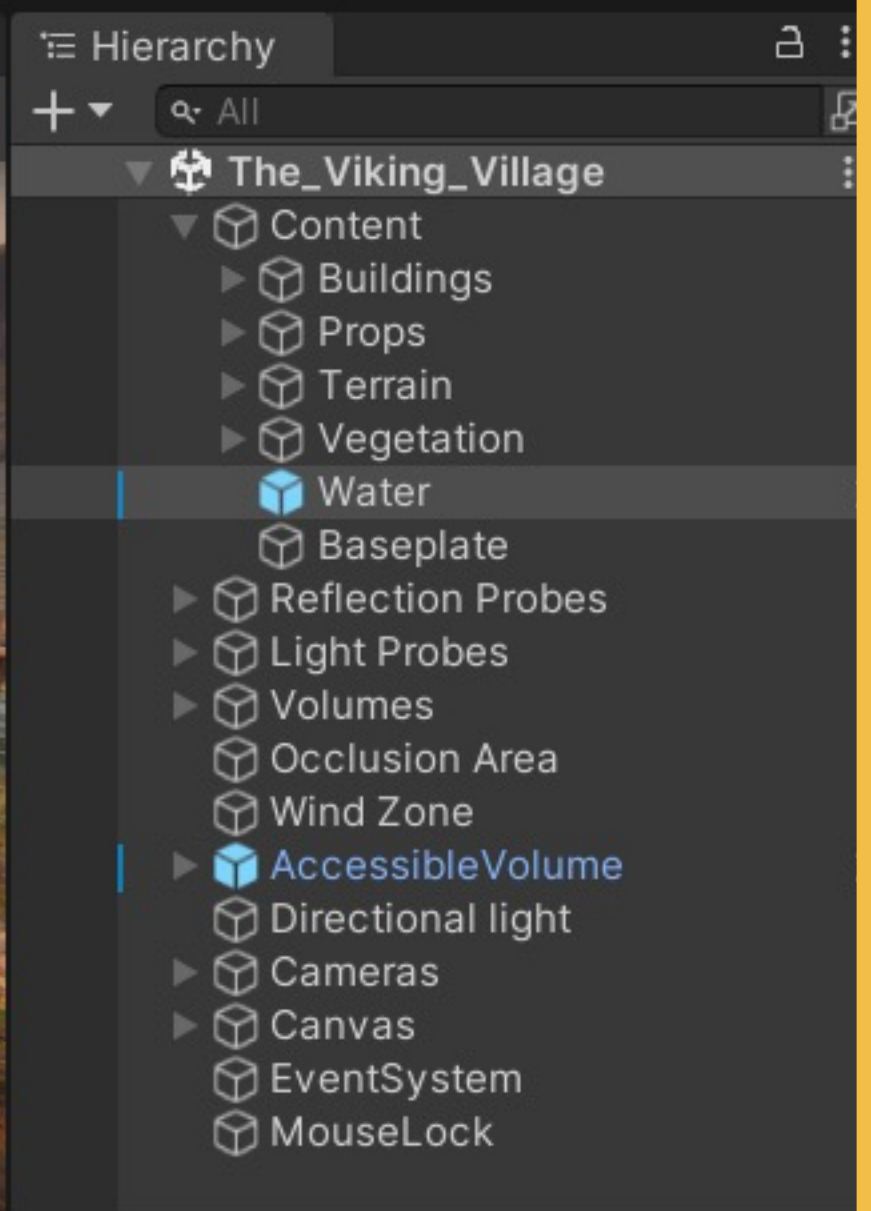 Hierarchy
All
The_Viking_Village
Content
Buildings
Props
Terrain
Vegetation
Water
Baseplate
Reflection Probes
Light Probes
Volumes
Occlusion Area
Wind Zone
AccessibleVolume
Directional light
Cameras
Canvas
EventSystem
MouseLock